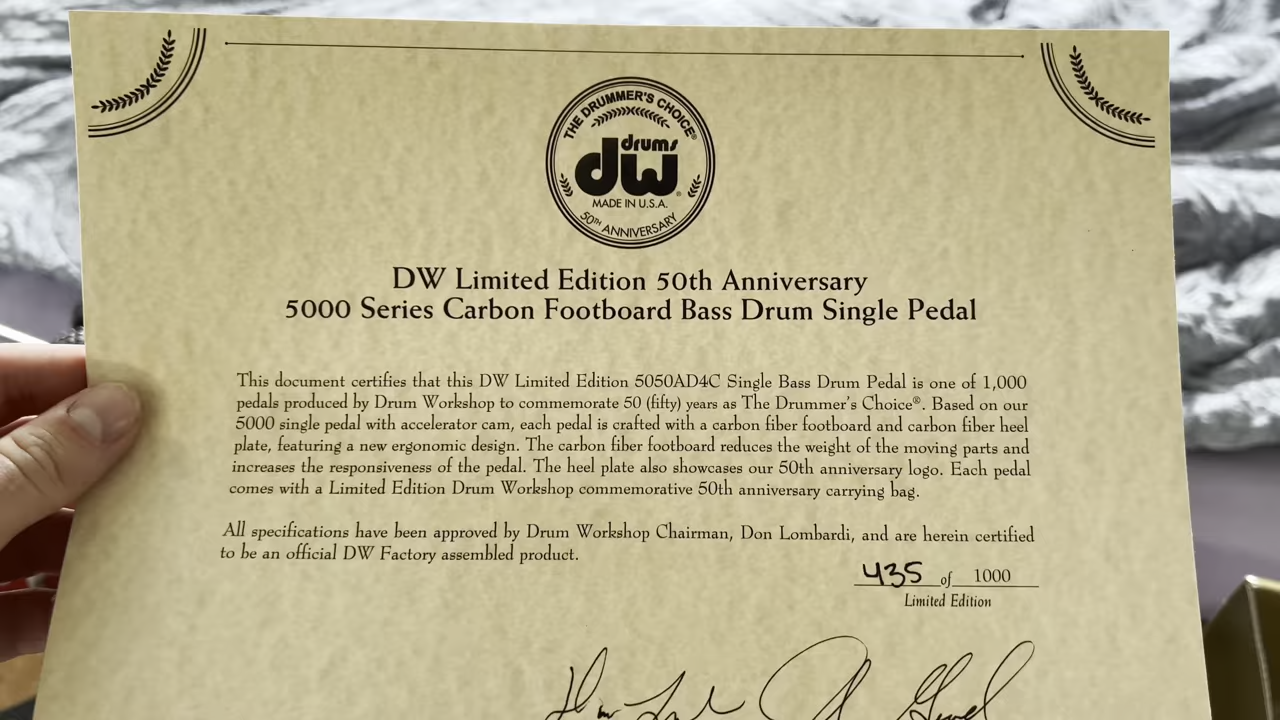 THE DRUMMER'S CHOICE®
drums
dw®
MADE IN U.S.A.
50TH ANNIVERSARY
DW Limited Edition 50th Anniversary
5000 Series Carbon Footboard Bass Drum Single Pedal
This document certifies that this DW Limited Edition 5050AD4C Single Bass Drum Pedal is one of 1,000
pedals produced by Drum Workshop to commemorate 50 (fifty) years as The Drummer's Choice®. Based on our
5000 single pedal with accelerator cam, each pedal is crafted with a carbon fiber footboard and carbon fiber heel
plate, featuring a new ergonomic design. The carbon fiber footboard reduces the weight of the moving parts and
increases the responsiveness of the pedal. The heel plate also showcases our 50th anniversary logo. Each pedal
comes with a Limited Edition Drum Workshop commemorative 50th anniversary carrying bag.
All specifications have been approved by Drum Workshop Chairman, Don Lombardi, and are herein certified
to be an official DW Factory assembled product.
435 of 1000
Limited Edition